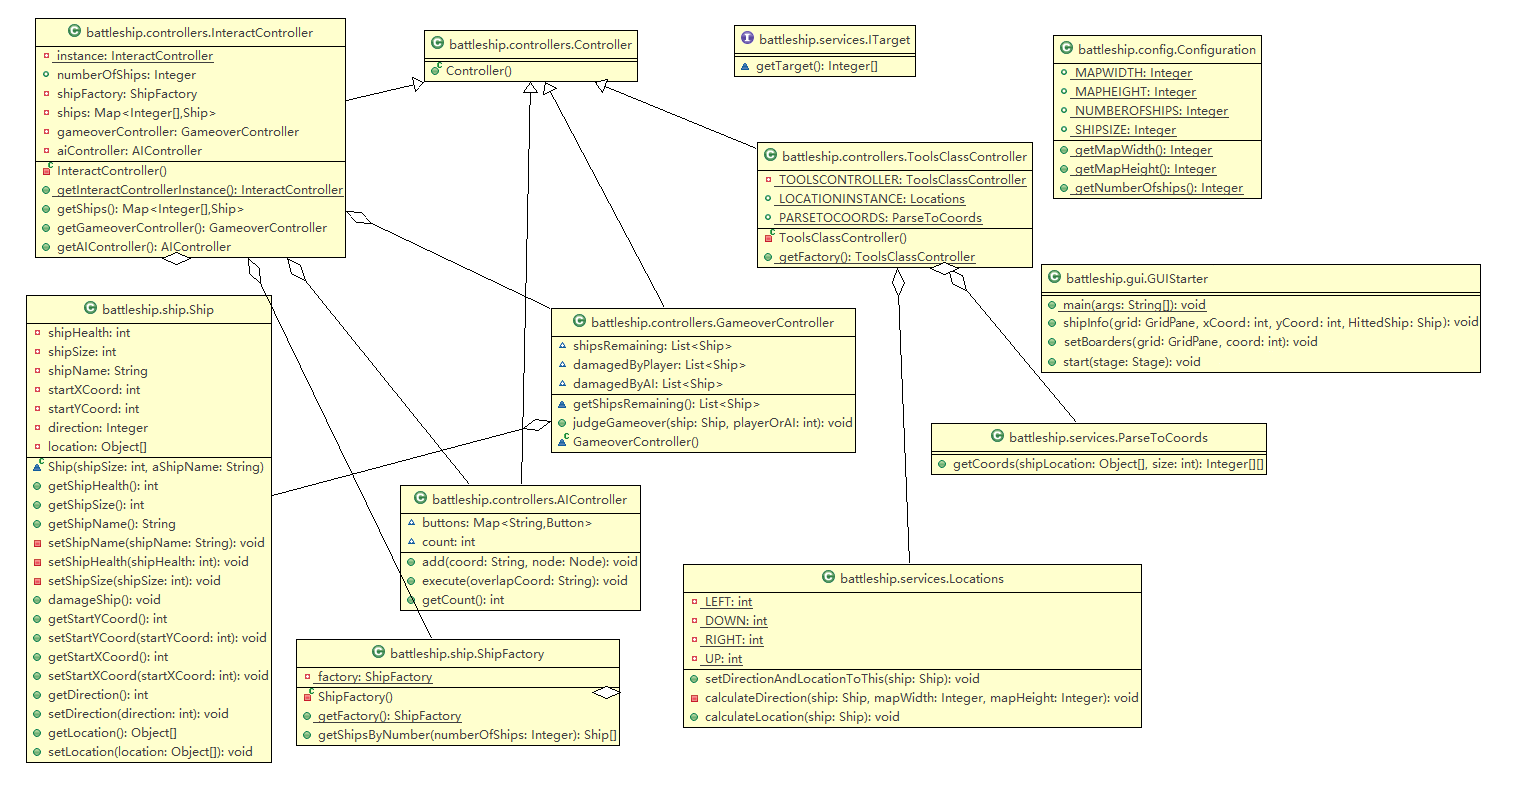 battleship.controllers.InteractController
instance: InteractController
numberOfShips: Integer
shipFactory: ShipFactory
ships: Map<Integer[],Ship>
gameoverController: GameoverController
aiController: AIController
InteractController()
getInteractControllerInstance(): InteractController
getShips(): Map<Integer[],Ship>
getGameoverController(): GameoverController
getAIController(): AIController
battleship.controllers.Controller
Controller()
battleship.services.ITarget
getTarget(): Integer[]
battleship.config.Configuration
MAPWIDTH: Integer
MAPHEIGHT: Integer
NUMBEROFSHIPS: Integer
SHIPSIZE: Integer
getMapWidth(): Integer
getMapHeight(): Integer
getNumberOfships(): Integer
battleship.controllers.ToolsClassController
TOOLSCONTROLLER: ToolsClassController
LOCATIONINSTANCE: Locations
PARSETOCOORDS: ParseToCoords
ToolsClassController()
getFactory(): ToolsClassController
battleship.gui.GUIStarter
main(args: String[]): void
shipInfo(grid: GridPane, xCoord: int, yCoord: int, HittedShip: Ship): void
setBoarders(grid: GridPane, coord: int): void
start(stage: Stage): void
battleship.ship.Ship
shipHealth: int
shipSize: int
shipName: String
startXCoord: int
startYCoord: int
direction: Integer
location: Object[]
Ship(shipSize: int, aShipName: String)
getShipHealth(): int
getShipSize(): int
getShipName(): String
setShipName(shipName: String): void
setShipHealth(shipHealth: int): void
setShipSize(shipSize: int): void
damageShip(): void
getStartYCoord(): int
setStartYCoord(startYCoord: int): void
getStartXCoord(): int
setStartXCoord(startXCoord: int): void
getDirection(): int
setDirection(direction: int): void
getLocation(): Object[]
setLocation(location: Object[]): void
battleship.controllers.GameoverController
shipsRemaining: List<Ship>
damagedByPlayer: List<Ship>
damagedByAI: List<Ship>
getShipsRemaining(): List<Ship>
judgeGameover(ship: Ship, playerOrAI: int): void
GameoverController()
battleship.services.ParseToCoords
getCoords(shipLocation: Object[], size: int): Integer[][]
battleship.controllers.AIController
buttons: Map<String,Button>
count: int
add(coord: String, node: Node): void
execute(overlapCoord: String): void
getCount(): int
battleship.services.Locations
LEFT: int
DOWN: int
RIGHT: int
UP: int
setDirectionAndLocationToThis(ship: Ship): void
calculateDirection(ship: Ship, mapWidth: Integer, mapHeight: Integer): void
calculateLocation(ship: Ship): void
battleship.ship.ShipFactory
factory: ShipFactory
ShipFactory()
getFactory(): ShipFactory
getShipsByNumber(numberOfShips: Integer): Ship[]